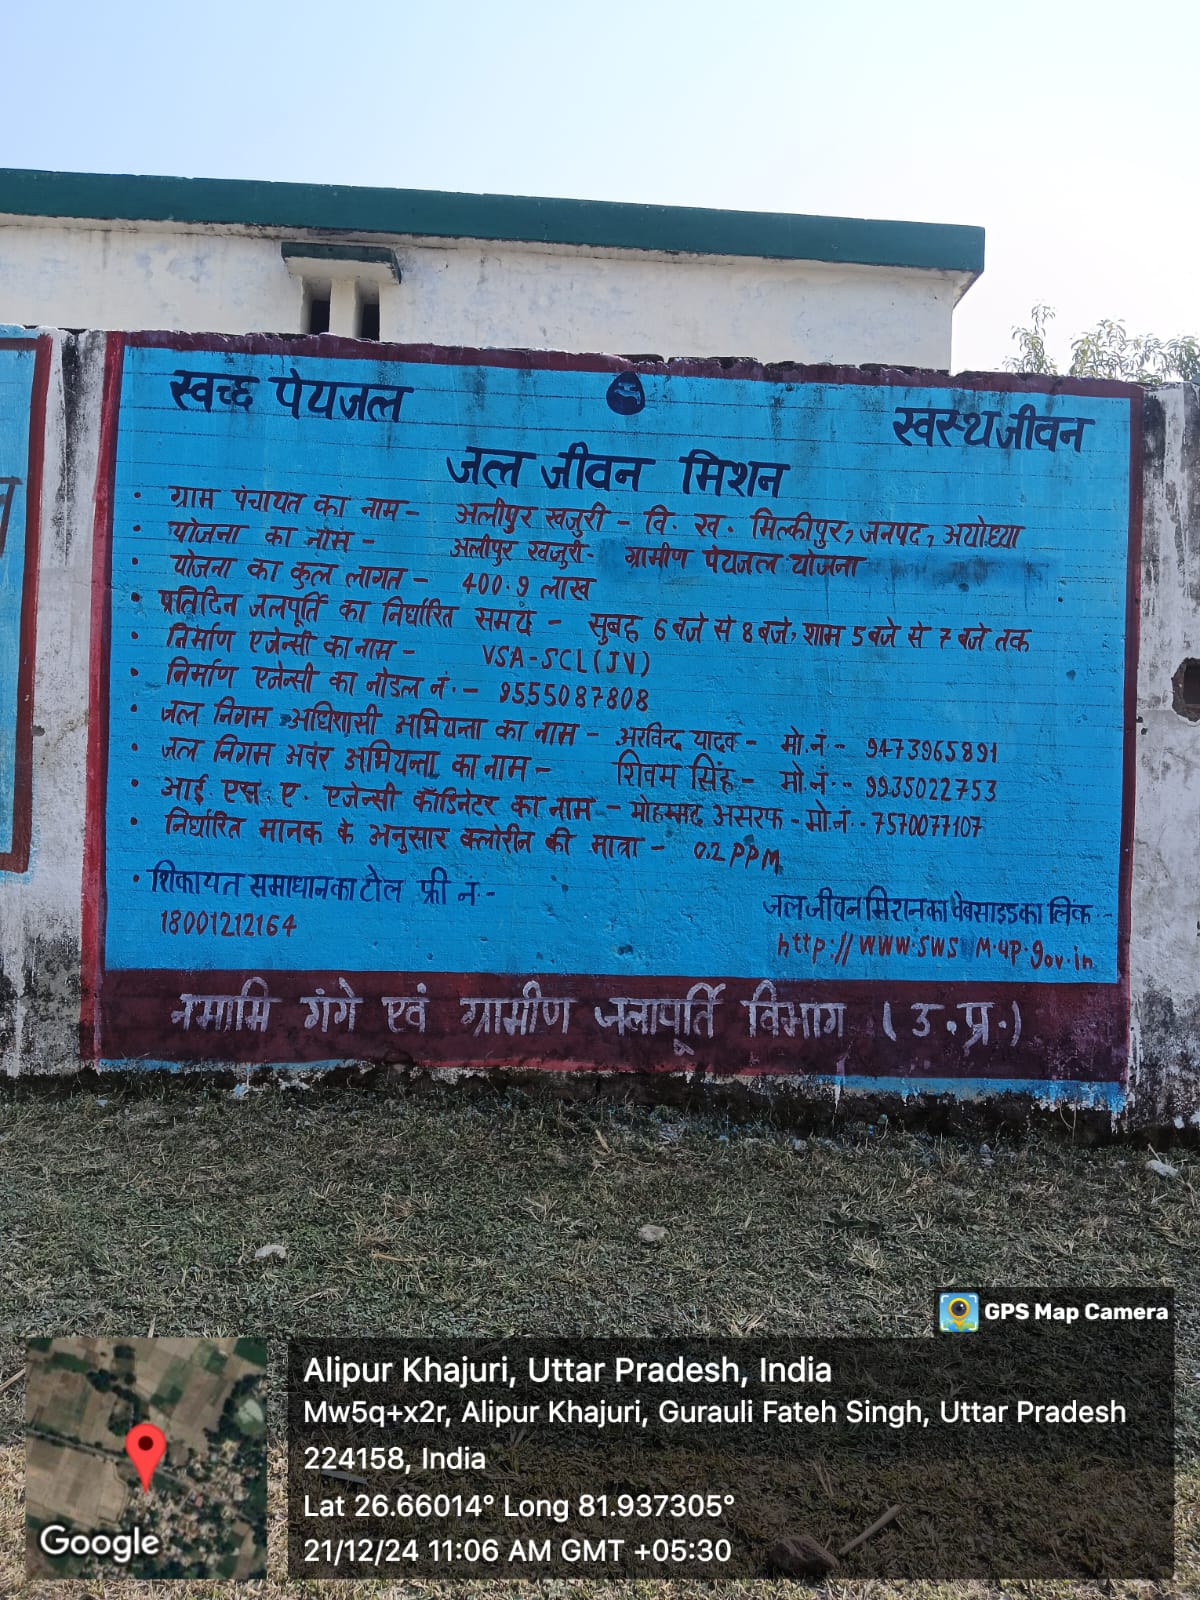 स्वच्छ पेयजल
स्वस्थ जीवन
जल जीवन मिशन
• ग्राम पंचायत का नाम - अलीपुर खजुरी - वि. ख. मिल्कीपुर, जनपद, अयोध्या
• योजना का नाम - अलीपुर खजुरी - ग्रामीण पेयजल योजना
• योजना का कुल लागत - 400.9 लाख
• प्रतिदिन जलपूर्ति का निर्धारित समय - सुबह 6 बजे से 8 बजे, शाम 5 बजे से 7 बजे तक
• निर्माण एजेन्सी का नाम - VSA-SCL(JV)
• निर्माण एजेन्सी का नोडल नं. - 9555087808
• जल निगम अधिशासी अभियन्ता का नाम - अरविन्द यादव - मो.नं - 9473965891
• जल निगम अवर अभियन्ता का नाम - शिवम सिंह - मो.नं. - 9935022753
• आई एस. ए. एजेन्सी कॉर्डिनेटर का नाम - मोहम्मद असरफ - मो.नं. - 7570077107
• निर्धारित मानक के अनुसार क्लोरीन की मात्रा - 0.2 PPM
• शिकायत समाधान का टोल फ्री नं. -
18001212164
जल जीवन मिशन का वेबसाइड का लिंक -
http://www.sws M.up.gov.in
नमामि गंगे एवं ग्रामीण जलापूर्ति विभाग (उ.प्र.)
GPS Map Camera
Alipur Khajuri, Uttar Pradesh, India
Mw5q+x2r, Alipur Khajuri, Gurauli Fateh Singh, Uttar Pradesh
224158, India
Lat 26.66014° Long 81.937305°
21/12/24 11:06 AM GMT +05:30
Google